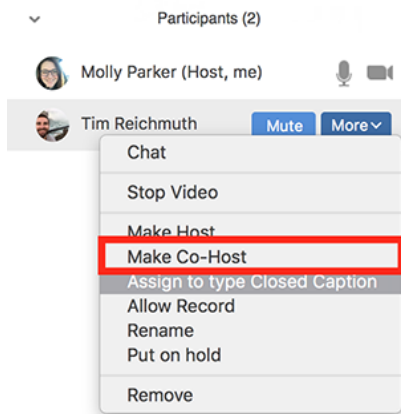 Participants (2)
Molly Parker (Host, me)
Tim Reichmuth Mute More
Chat
Stop Video
Make Host
Make Co-Host
Assign to type Closed Caption
Allow Record
Rename
Put on hold
Remove